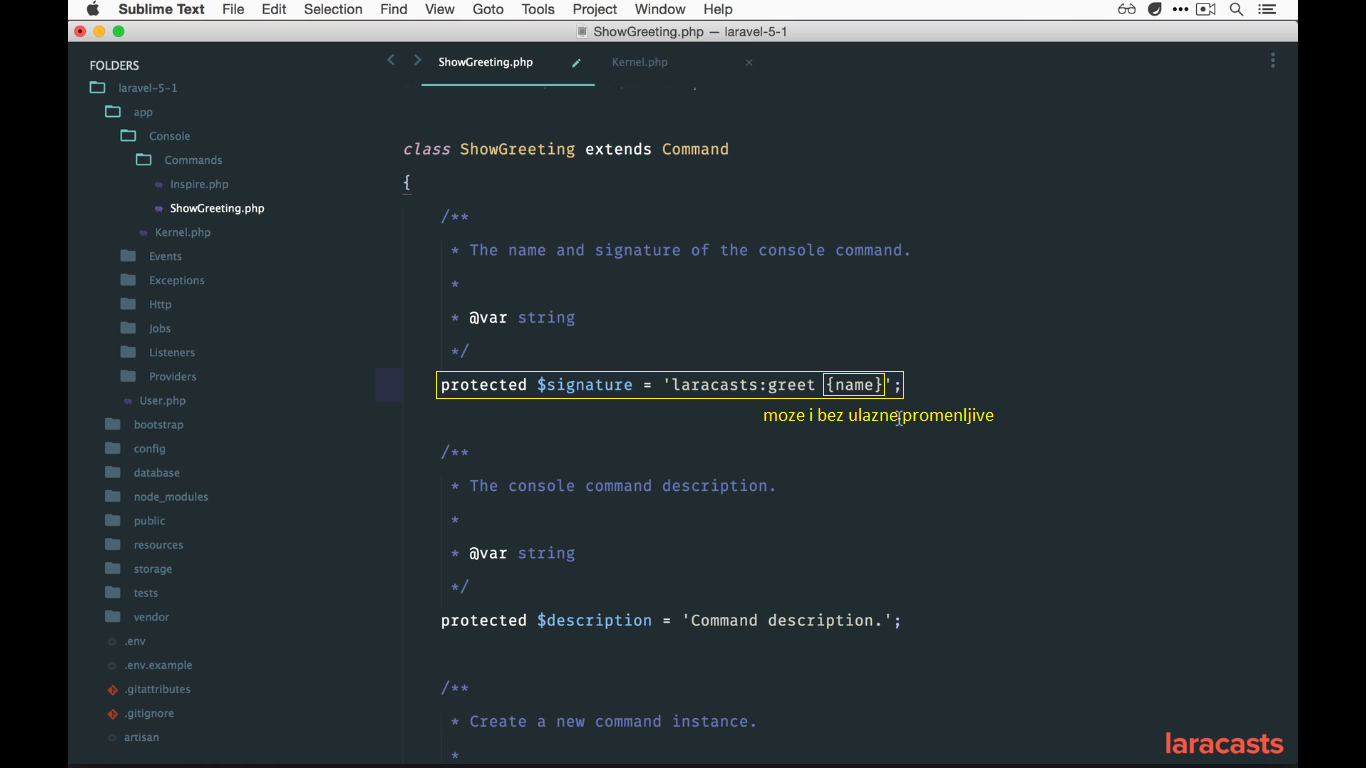 Sublime Text File Edit Selection Find View Goto Tools Project Window Help
ShowGreeting.php — laravel-5-1
FOLDERS
laravel-5-1
app
Console
Commands
Inspire.php
ShowGreeting.php
Kernel.php
Events
Exceptions
Http
Jobs
Listeners
Providers
User.php
bootstrap
config
database
node_modules
public
resources
storage
tests
vendor
.env
.env.example
.gitattributes
.gitignore
artisan
ShowGreeting.php
Kernel.php
class ShowGreeting extends Command
{
/**
* The name and signature of the console command.
*
* @var string
*/
protected $signature = 'laracasts:greet {name}';
moze i bez ulazne promenljive
/**
* The console command description.
*
* @var string
*/
protected $description = 'Command description.';
/**
* Create a new command instance.
*
laracasts